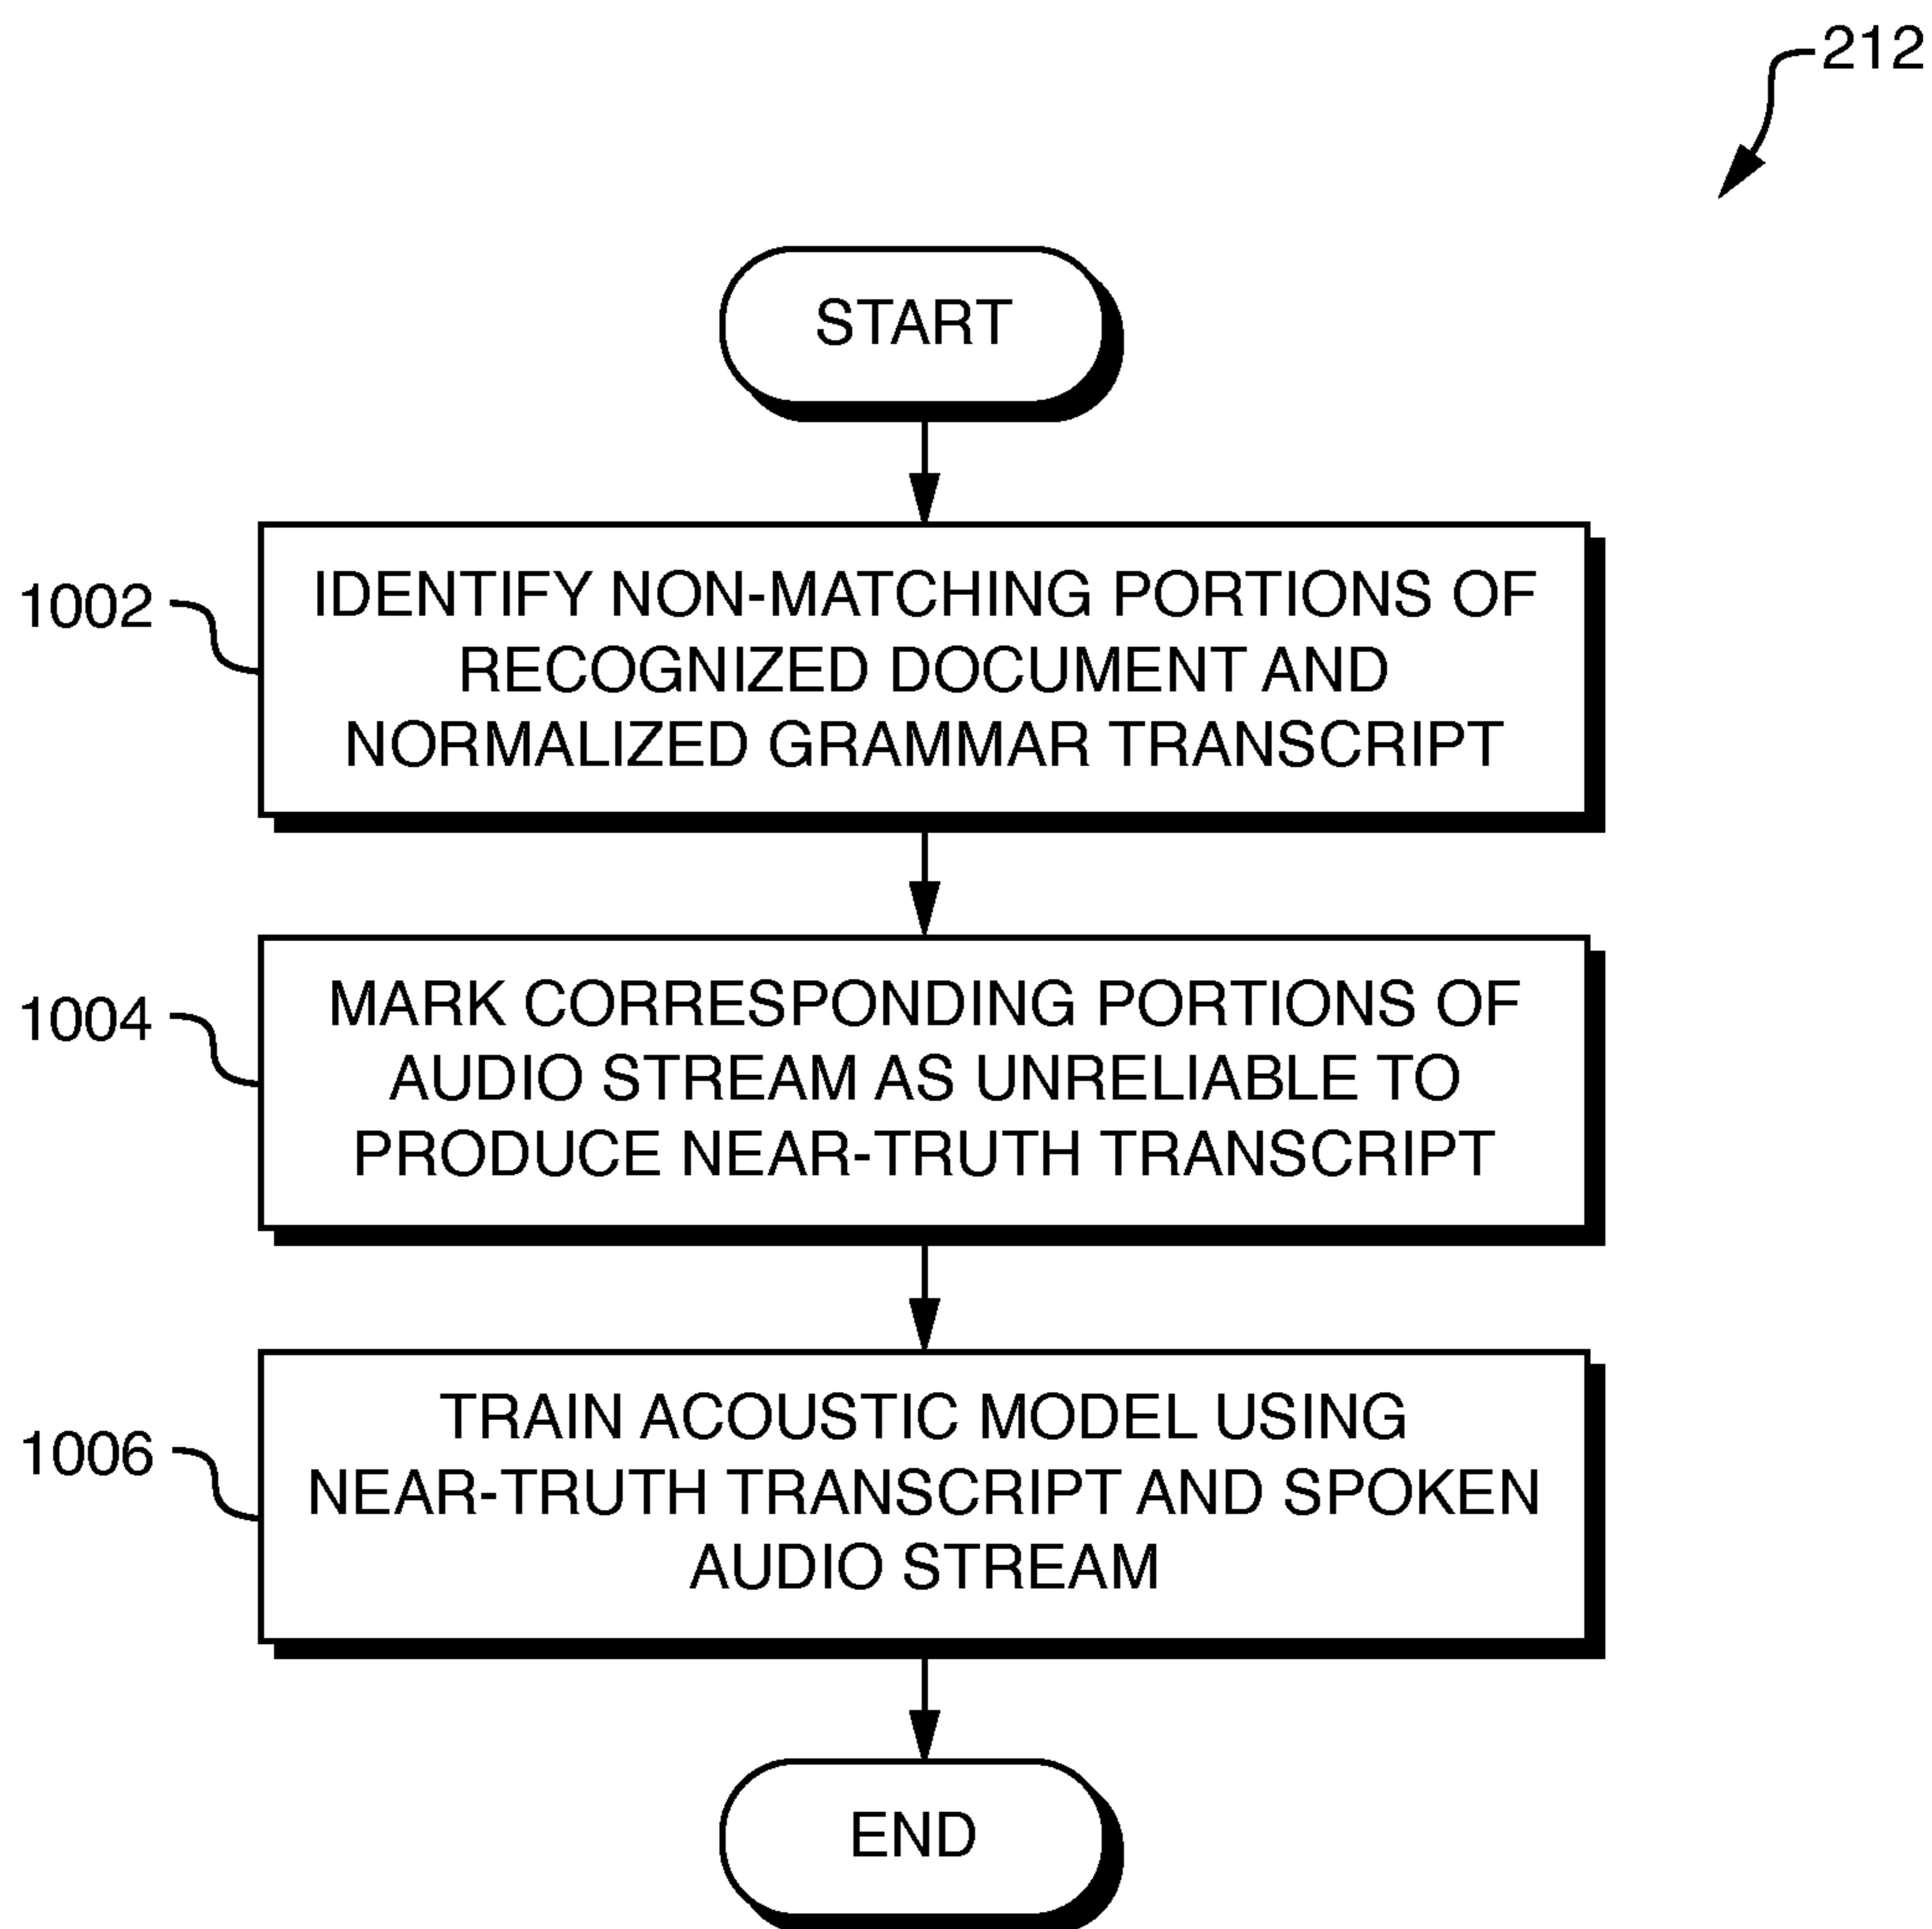 212
START
1002
IDENTIFY NON-MATCHING PORTIONS OF
RECOGNIZED DOCUMENT AND
NORMALIZED GRAMMAR TRANSCRIPT
1004
MARK CORRESPONDING PORTIONS OF
AUDIO STREAM AS UNRELIABLE TO
PRODUCE NEAR-TRUTH TRANSCRIPT
1006
TRAIN ACOUSTIC MODEL USING
NEAR-TRUTH TRANSCRIPT AND SPOKEN
AUDIO STREAM
END